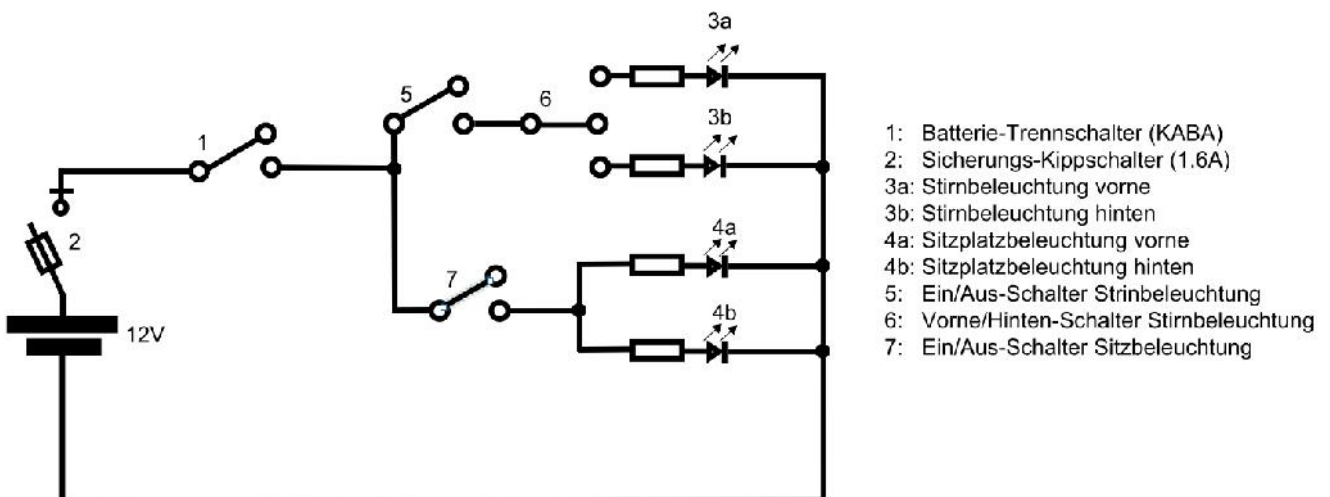 3a
5
6
3b
1
2
4a
7
4b
12V
1: Batterie-Trennschalter (KABA)
2: Sicherungs-Kippschalter (1.6A)
3a: Stirnbeleuchtung vorne
3b: Stirnbeleuchtung hinten
4a: Sitzplatzbeleuchtung vorne
4b: Sitzplatzbeleuchtung hinten
5: Ein/Aus-Schalter Strinbeleuchtung
6: Vorne/Hinten-Schalter Stirnbeleuchtung
7: Ein/Aus-Schalter Sitzbeleuchtung